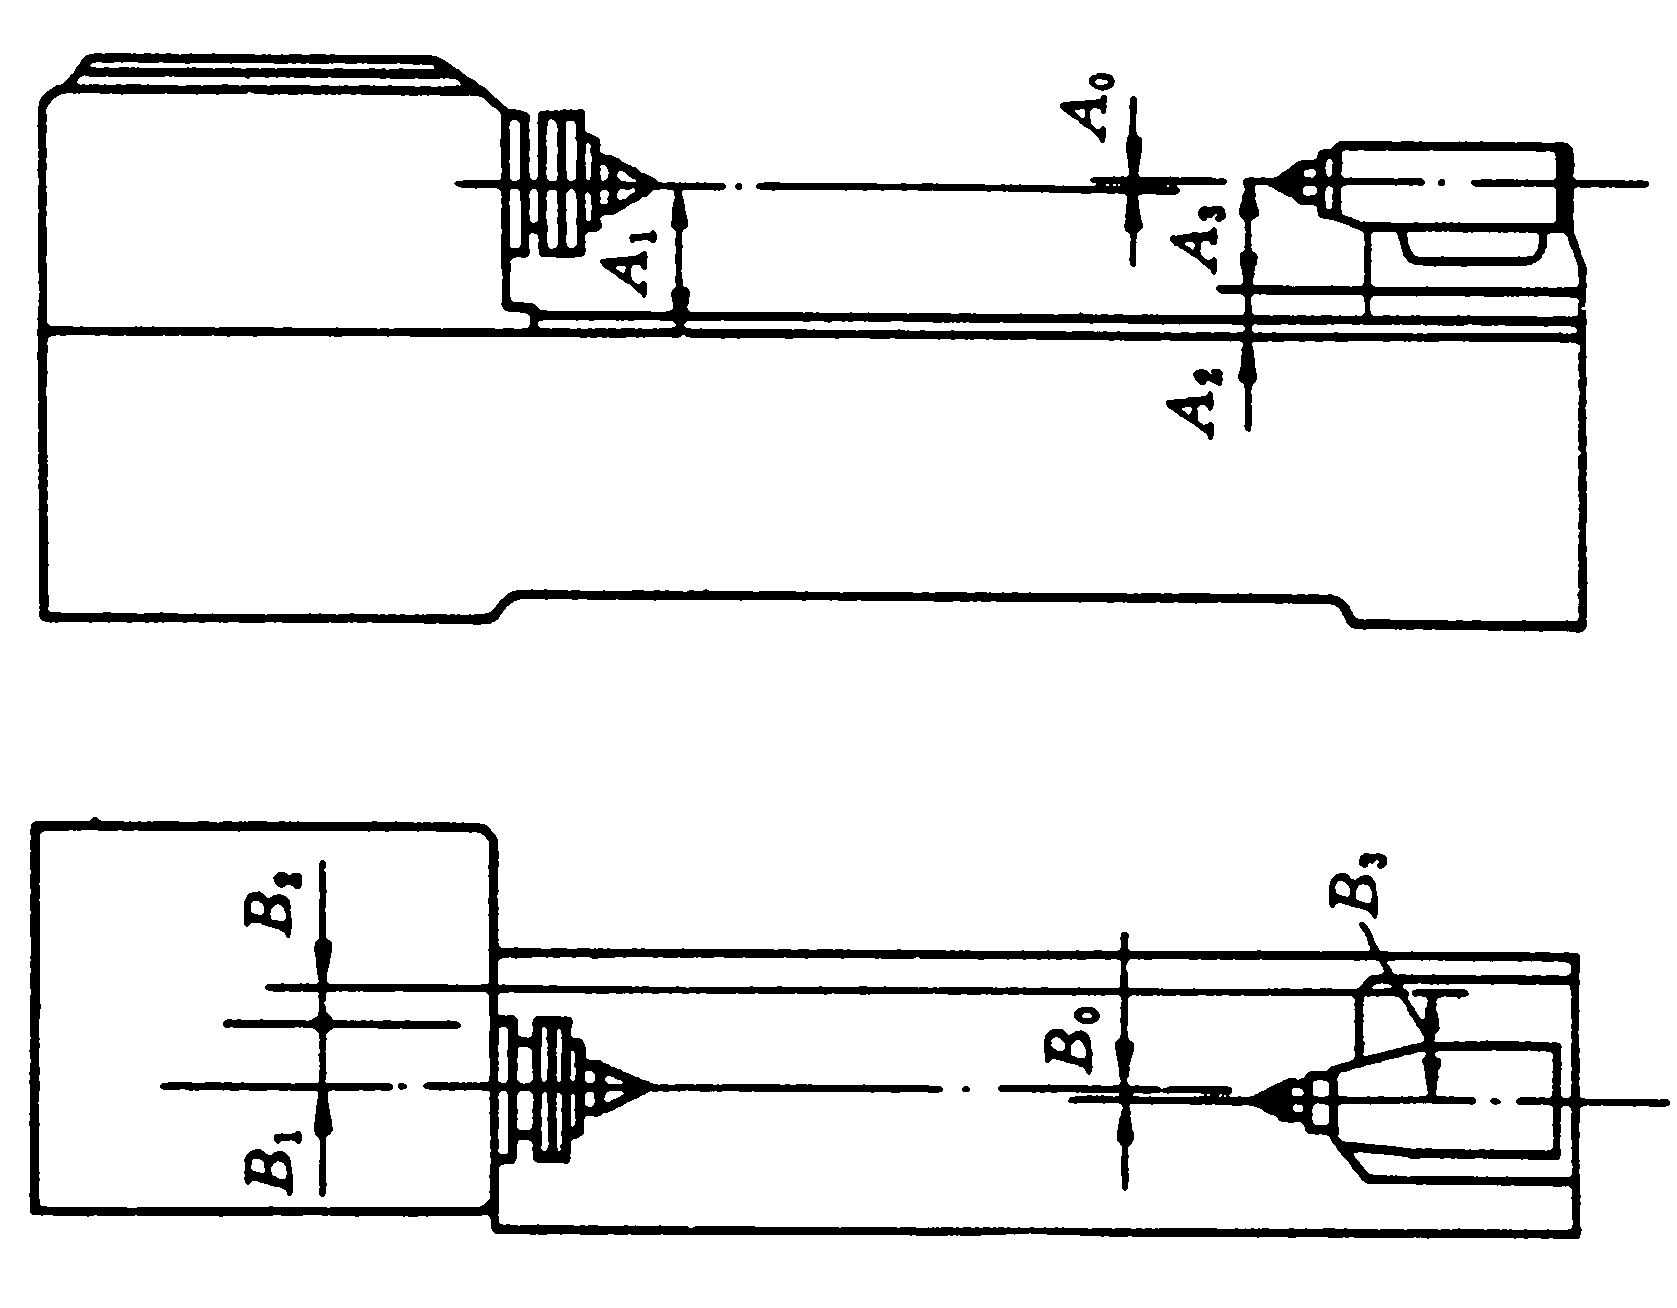 A₀
A₁
A₃
A₂
B₂
B₃
B₀
B₁